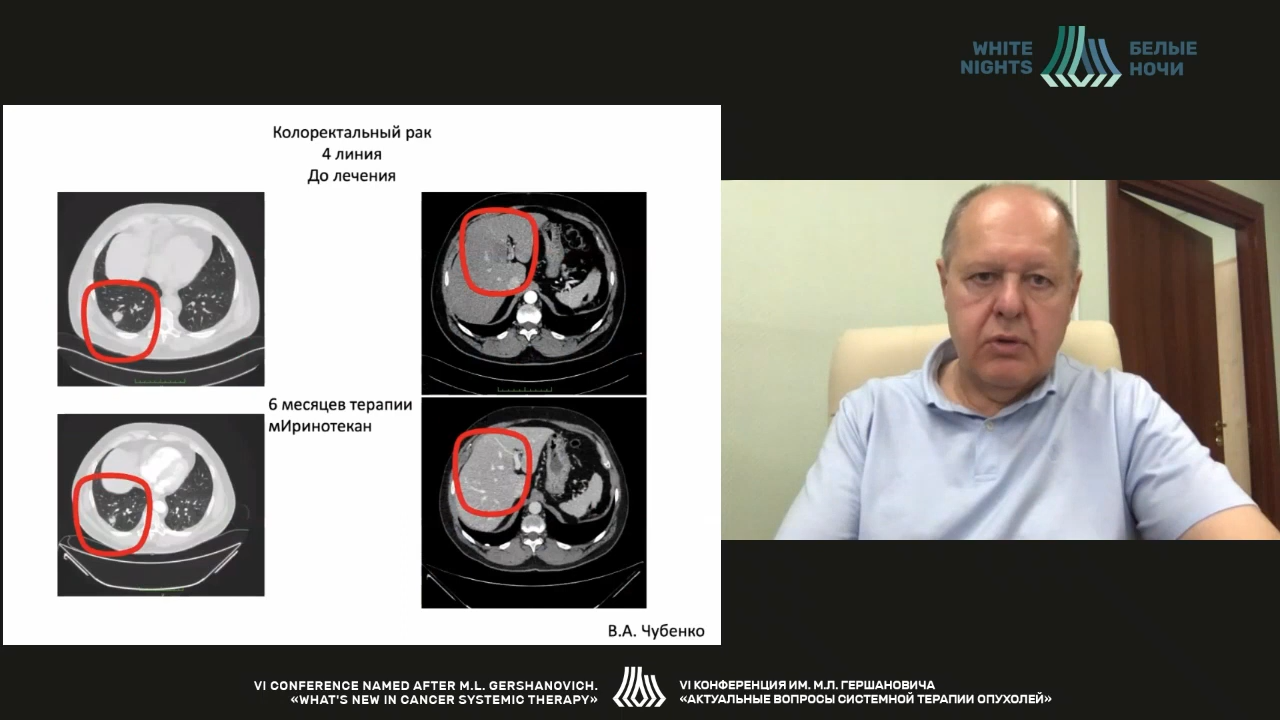 WHITE
NIGHTS
БЕЛЫЕ
НОЧИ
Колоректальный рак
4 линия
До лечения
6 месяцев терапии
мИринотекан
В.А. Чубенко
VI CONFERENCE NAMED AFTER M.L. GERSHANOVICH.
«WHAT'S NEW IN CANCER SYSTEMIC THERAPY»
VI КОНФЕРЕНЦИЯ ИМ. М.Л. ГЕРШАНОВИЧА
«АКТУАЛЬНЫЕ ВОПРОСЫ СИСТЕМНОЙ ТЕРАПИИ ОПУХОЛЕЙ»